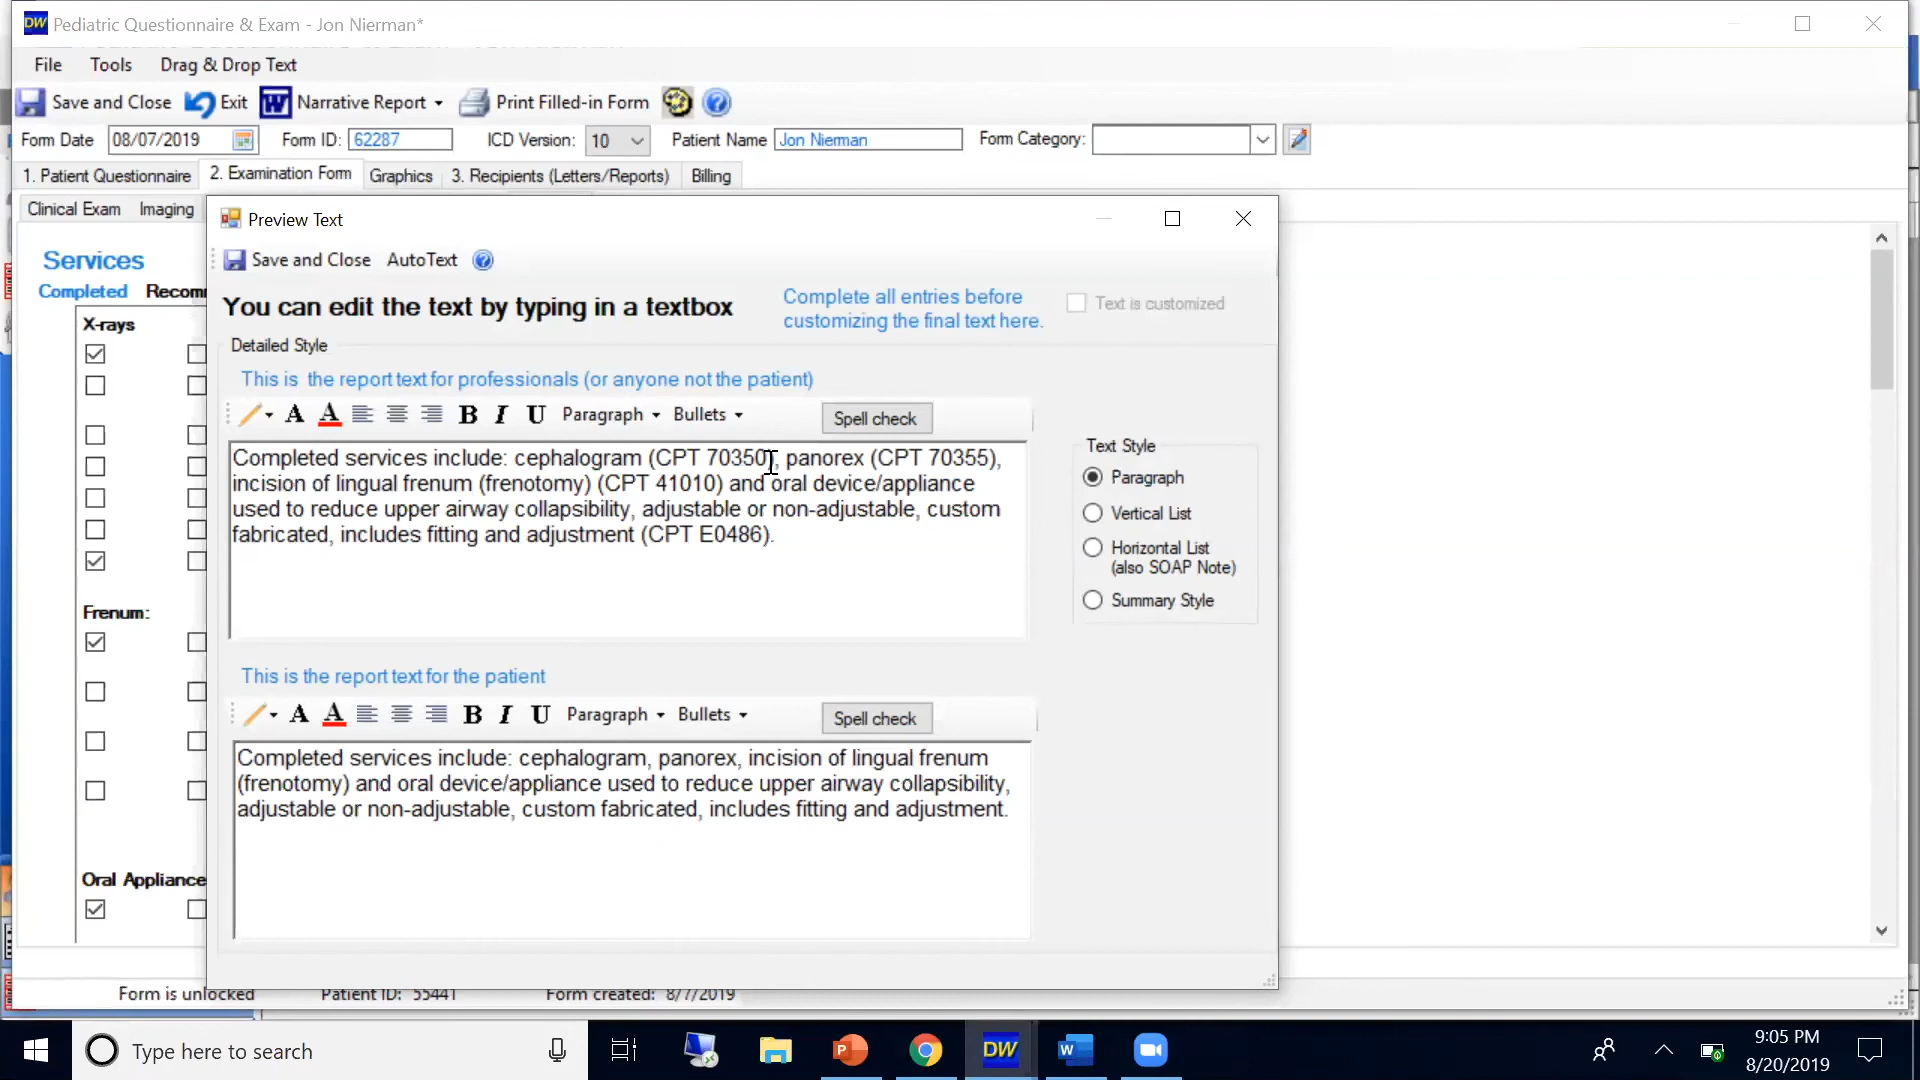 DW Pediatric Questionnaire & Exam - Jon Nierman*
File Tools Drag & Drop Text
Save and Close Exit W Narrative Report Print Filled-in Form
Form Date 08/07/2019 Form ID: 62287 ICD Version: 10 Patient Name Jon Nierman Form Category:
1. Patient Questionnaire 2. Examination Form Graphics 3. Recipients (Letters/Reports) Billing
Clinical Exam Imaging
Services
Completed Recomm
X-rays
Frenum:
Oral Appliance
Preview Text
Save and Close AutoText ?
You can edit the text by typing in a textbox
Complete all entries before
customizing the final text here.
Text is customized
Detailed Style
This is the report text for professionals (or anyone not the patient)
A A B I U Paragraph Bullets Spell check
Completed services include: cephalogram (CPT 70350), panorex (CPT 70355),
incision of lingual frenum (frenotomy) (CPT 41010) and oral device/appliance
used to reduce upper airway collapsibility, adjustable or non-adjustable, custom
fabricated, includes fitting and adjustment (CPT E0486).
Text Style
Paragraph
Vertical List
Horizontal List
(also SOAP Note)
Summary Style
This is the report text for the patient
A A B I U Paragraph Bullets Spell check
Completed services include: cephalogram, panorex, incision of lingual frenum
(frenotomy) and oral device/appliance used to reduce upper airway collapsibility,
adjustable or non-adjustable, custom fabricated, includes fitting and adjustment.
Form is unlocked Patient ID: 55441 Form created: 8/7/2019
Type here to search
P DW W
9:05 PM
8/20/2019